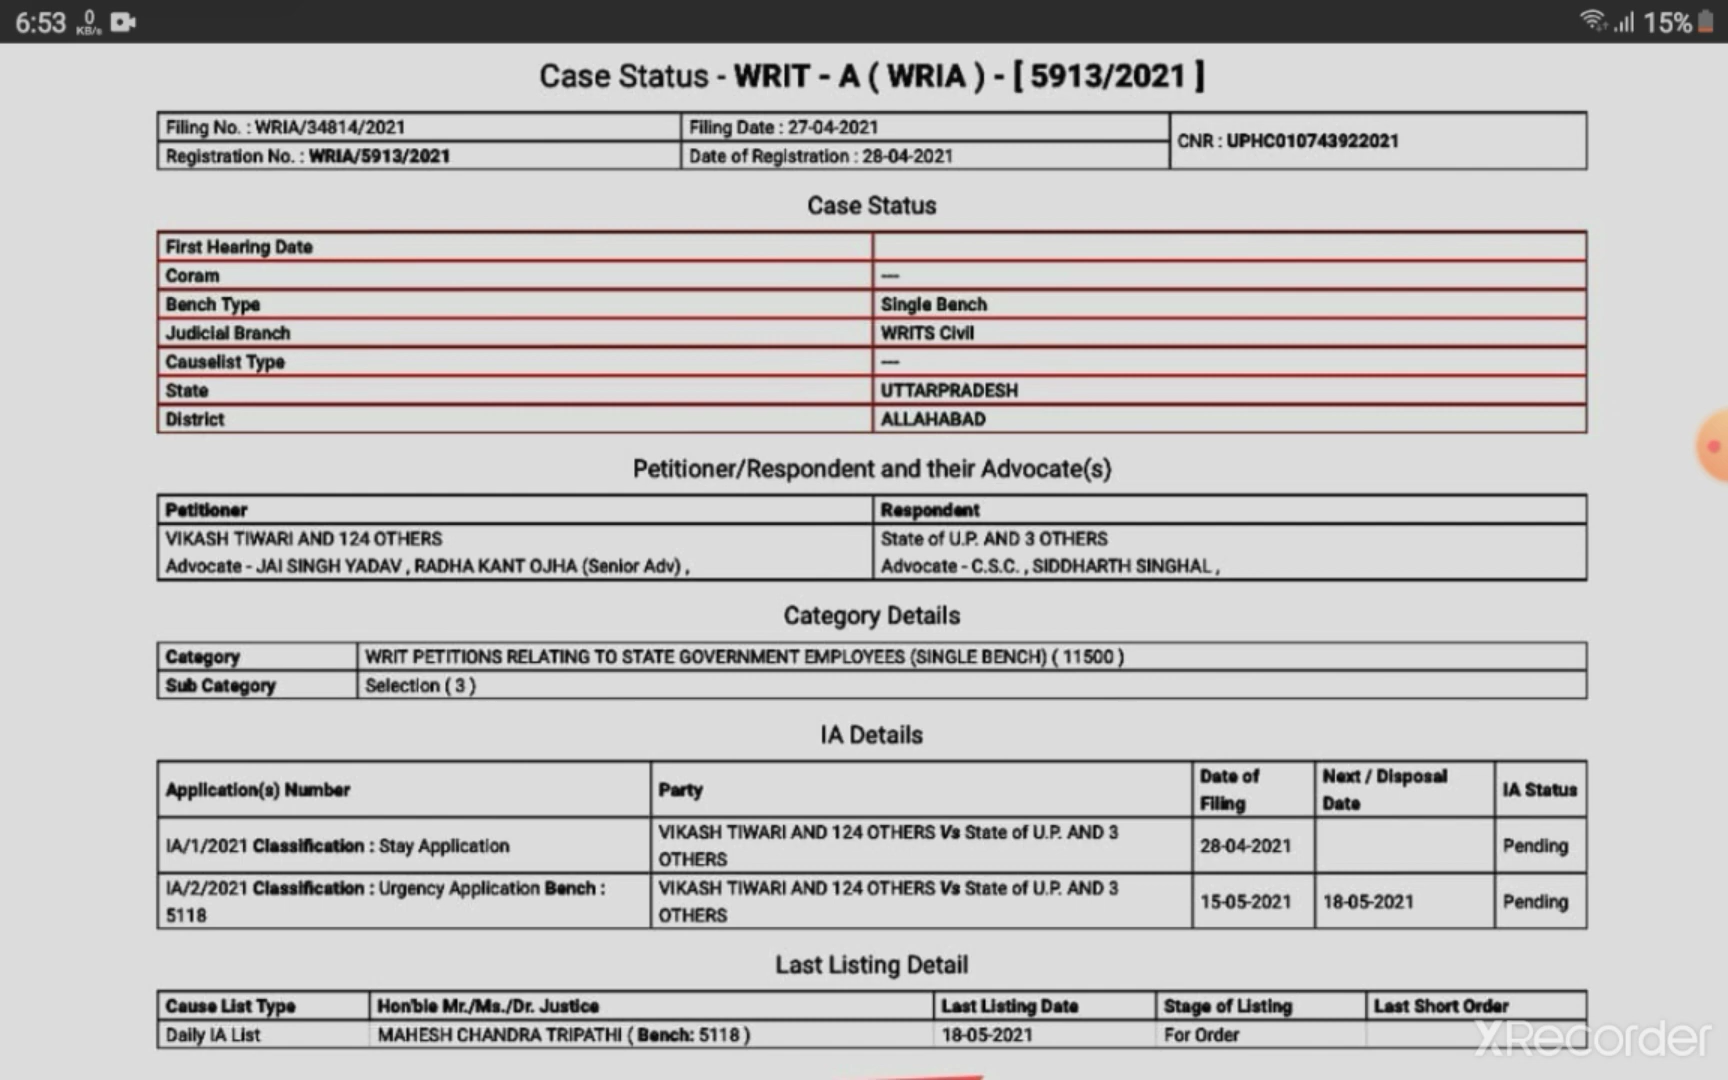 6:53 0 KB/s 15%
Case Status - WRIT - A ( WRIA ) - [ 5913/2021 ]
Filing No. : WRIA/34814/2021 Filing Date : 27-04-2021 CNR : UPHC010743922021
Registration No. : WRIA/5913/2021 Date of Registration : 28-04-2021
Case Status
First Hearing Date
Coram ---
Bench Type Single Bench
Judicial Branch WRITS Civil
Causelist Type ---
State UTTARPRADESH
District ALLAHABAD
Petitioner/Respondent and their Advocate(s)
Petitioner Respondent
VIKASH TIWARI AND 124 OTHERS State of U.P. AND 3 OTHERS
Advocate - JAI SINGH YADAV , RADHA KANT OJHA (Senior Adv) , Advocate - C.S.C. , SIDDHARTH SINGHAL ,
Category Details
Category WRIT PETITIONS RELATING TO STATE GOVERNMENT EMPLOYEES (SINGLE BENCH) ( 11500 )
Sub Category Selection ( 3 )
IA Details
Application(s) Number Party Date of Filing Next / Disposal Date IA Status
IA/1/2021 Classification : Stay Application VIKASH TIWARI AND 124 OTHERS Vs State of U.P. AND 3 OTHERS 28-04-2021 Pending
IA/2/2021 Classification : Urgency Application Bench : 5118 VIKASH TIWARI AND 124 OTHERS Vs State of U.P. AND 3 OTHERS 15-05-2021 18-05-2021 Pending
Last Listing Detail
Cause List Type Hon'ble Mr./Ms./Dr. Justice Last Listing Date Stage of Listing Last Short Order
Daily IA List MAHESH CHANDRA TRIPATHI ( Bench: 5118 ) 18-05-2021 For Order
XRecorder